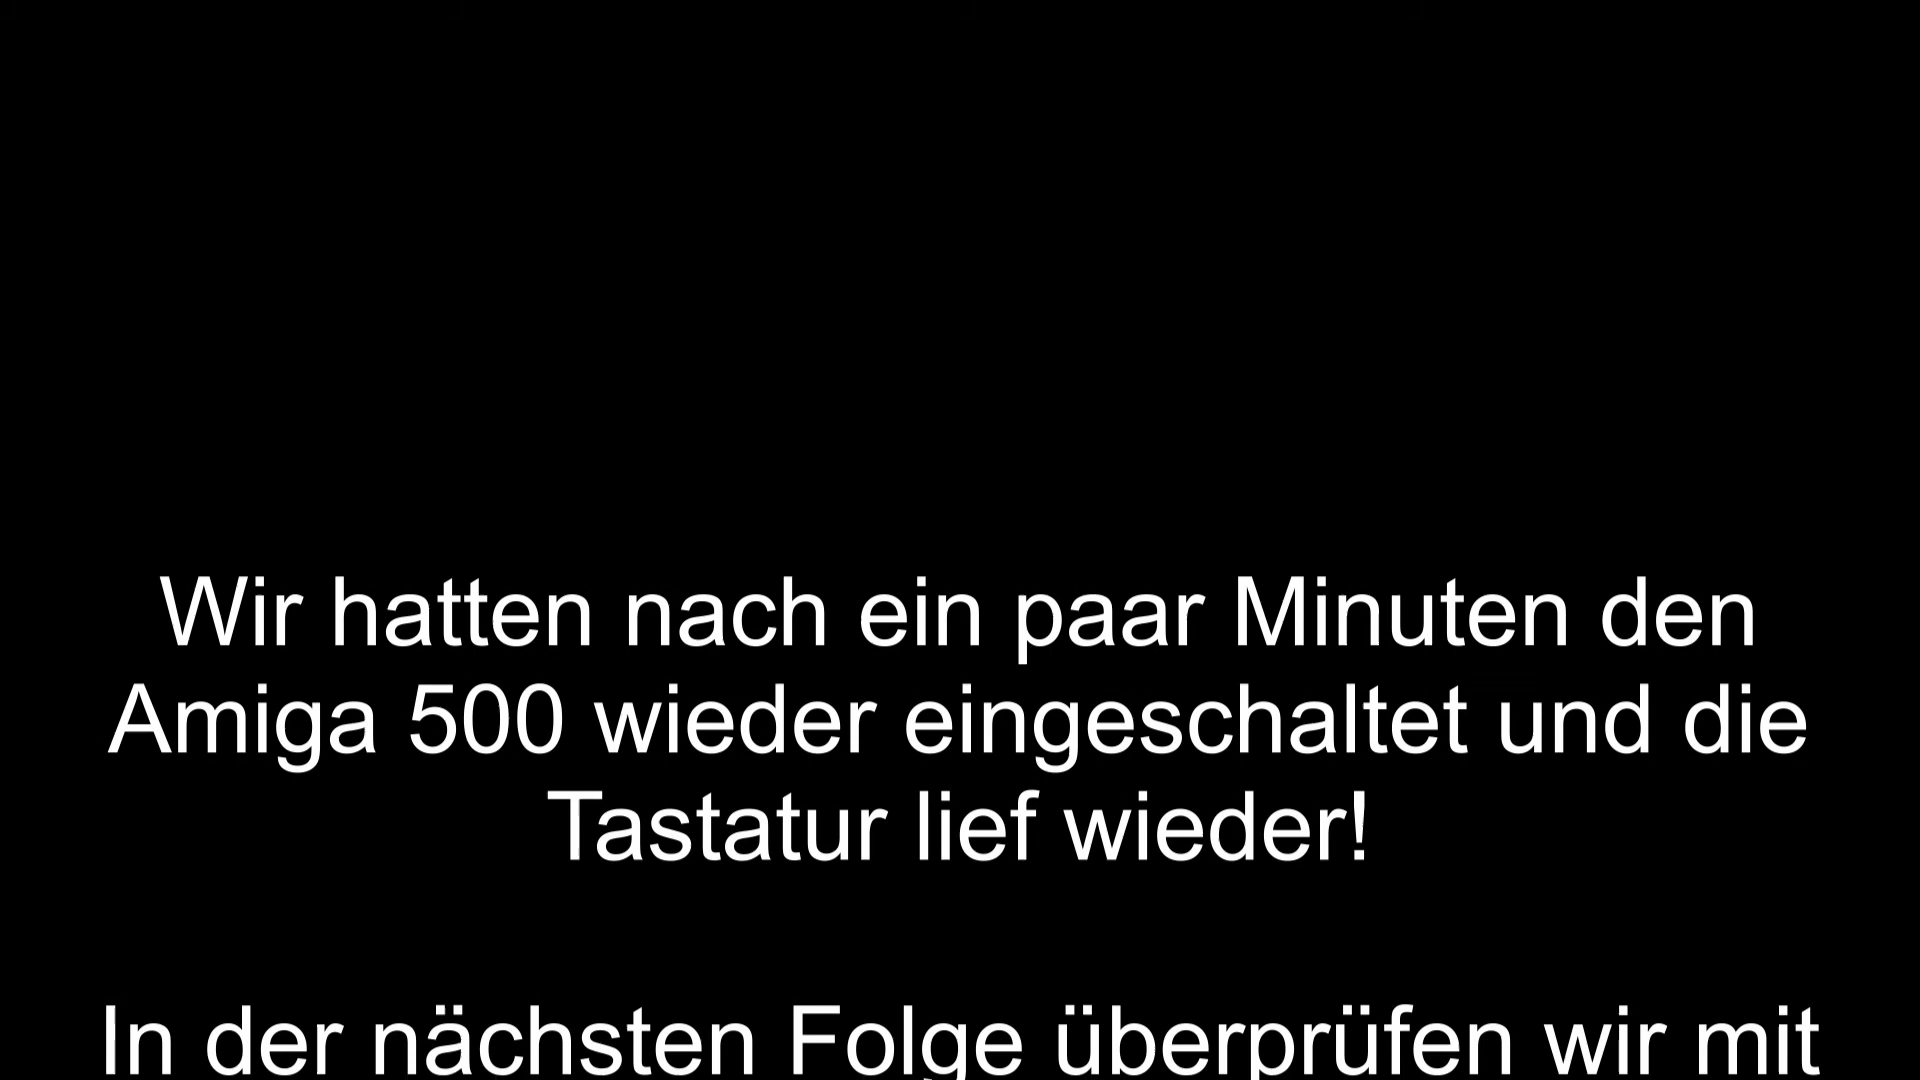 Wir hatten nach ein paar Minuten den
Amiga 500 wieder eingeschaltet und die
Tastatur lief wieder!
In der nächsten Folge überprüfen wir mit